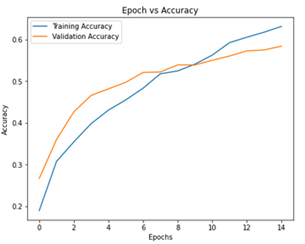 Epoch vs Accuracy
Training Accuracy
Validation Accuracy
0.6
0.5
0.4
0.3
0.2
Accuracy
0 2 4 6 8 10 12 14
Epochs